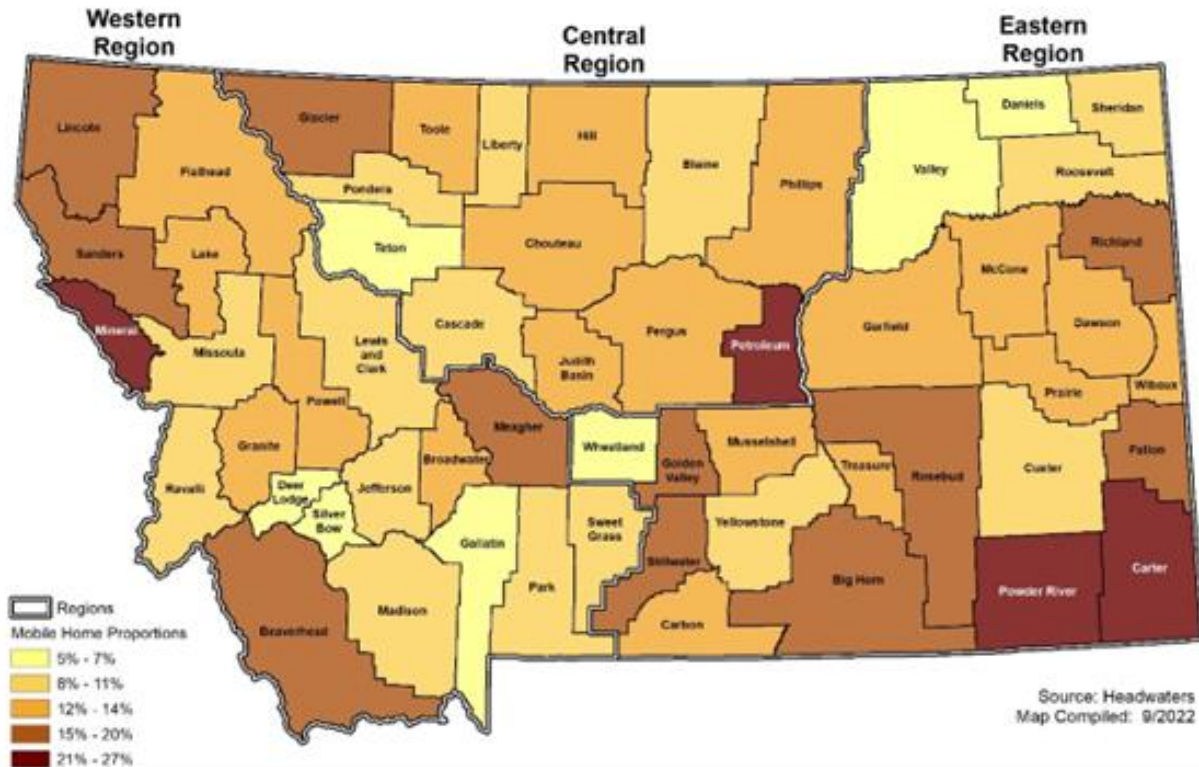 Western
Region
Central
Region
Eastern
Region
Lincoln
Flathead
Glacier
Toole
Liberty
Hill
Blaine
Phillips
Valley
Daniels
Sheridan
Roosevelt
Pondera
Teton
Chouteau
Sanders
Lake
Richland
McCone
Garfield
Dawson
Mineral
Missoula
Lewis
and
Clark
Cascade
Judith
Basin
Fergus
Petroleum
Prairie
Wibaux
Powell
Granite
Ravalli
Deer
Lodge
Silver
Bow
Jefferson
Broadwater
Meagher
Wheatland
Golden
Valley
Musselshell
Treasure
Rosebud
Custer
Fallon
Gallatin
Park
Sweet
Grass
Stillwater
Yellowstone
Big Horn
Carbon
Powder River
Carter
Madison
Beaverhead
Regions
Mobile Home Proportions
5% - 7%
8% - 11%
12% - 14%
15% - 20%
21% - 27%
Source: Headwaters
Map Compiled: 9/2022